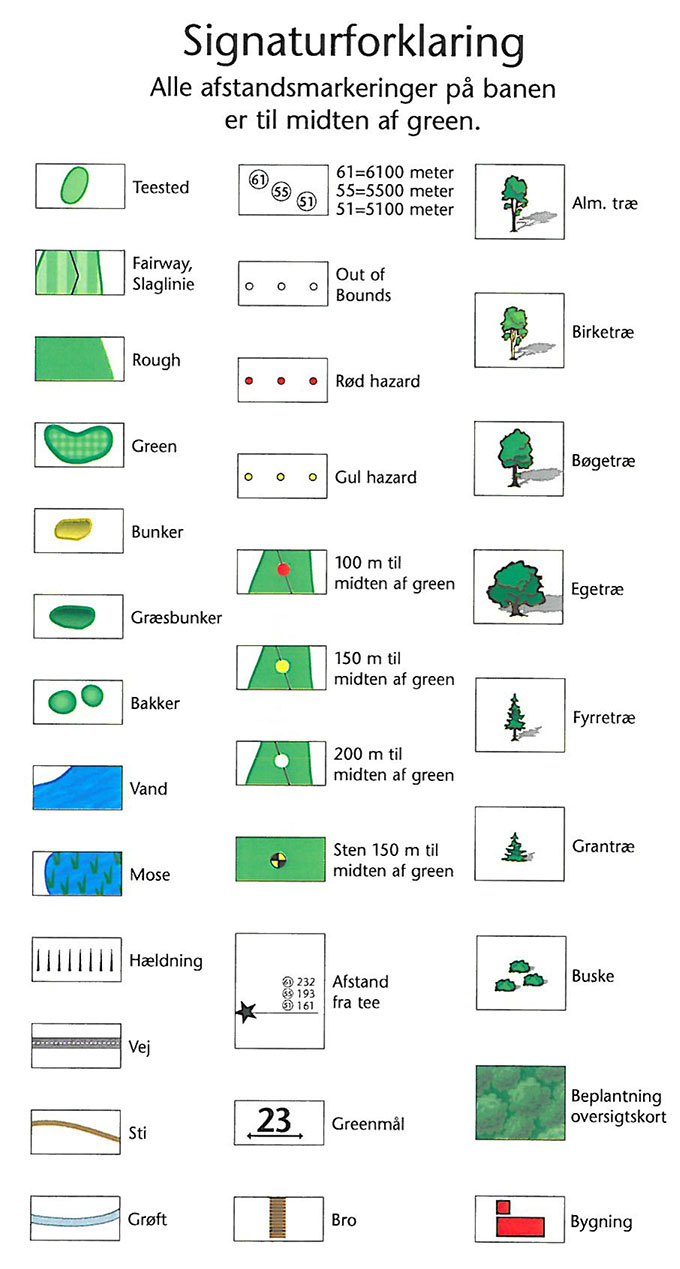 Signaturforklaring
Alle afstandsmarkeringer på banen
er til midten af green.
Teested
Fairway,
Slaglinie
Rough
Green
Bunker
Græsbunker
Bakker
Vand
Mose
Hældning
Vej
Sti
Grøft
61
55
51
61=6100 meter
55=5500 meter
51=5100 meter
Out of
Bounds
Rød hazard
Gul hazard
100 m til
midten af green
150 m til
midten af green
200 m til
midten af green
Sten 150 m til
midten af green
61 232
55 193
51 161
Afstand
fra tee
23
Greenmål
Bro
Alm. træ
Birketræ
Bøgetræ
Egetræ
Fyrretræ
Grantræ
Buske
Beplantning
oversigtskort
Bygning